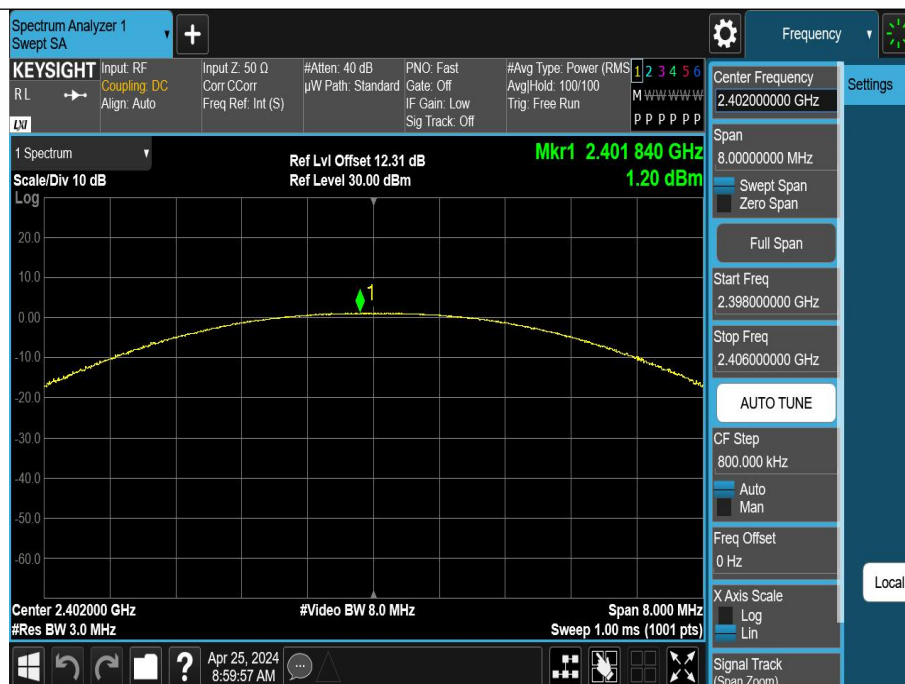 Spectrum Analyzer 1
Swept SA
Frequency
KEYSIGHT
RL
LXI
Input: RF
Coupling: DC
Align: Auto
Input Z: 50 Ω
Corr CCorr
Freq Ref: Int (S)
#Atten: 40 dB
µW Path: Standard
PNO: Fast
Gate: Off
IF Gain: Low
Sig Track: Off
#Avg Type: Power (RMS
Avg|Hold: 100/100
Trig: Free Run
1 2 3 4 5 6
M W W W W W
P P P P P P
Center Frequency
2.402000000 GHz
Settings
1 Spectrum
Scale/Div 10 dB
Log
Ref Lvl Offset 12.31 dB
Ref Level 30.00 dBm
Mkr1 2.401 840 GHz
1.20 dBm
Span
8.00000000 MHz
Swept Span
Zero Span
Full Span
Start Freq
2.398000000 GHz
Stop Freq
2.406000000 GHz
AUTO TUNE
CF Step
800.000 kHz
Auto
Man
Freq Offset
0 Hz
X Axis Scale
Log
Lin
Signal Track
(Span Zoom)
Local
20.0
10.0
0.00
-10.0
-20.0
-30.0
-40.0
-50.0
-60.0
1
Center 2.402000 GHz
#Res BW 3.0 MHz
#Video BW 8.0 MHz
Span 8.000 MHz
Sweep 1.00 ms (1001 pts)
?
Apr 25, 2024
8:59:57 AM